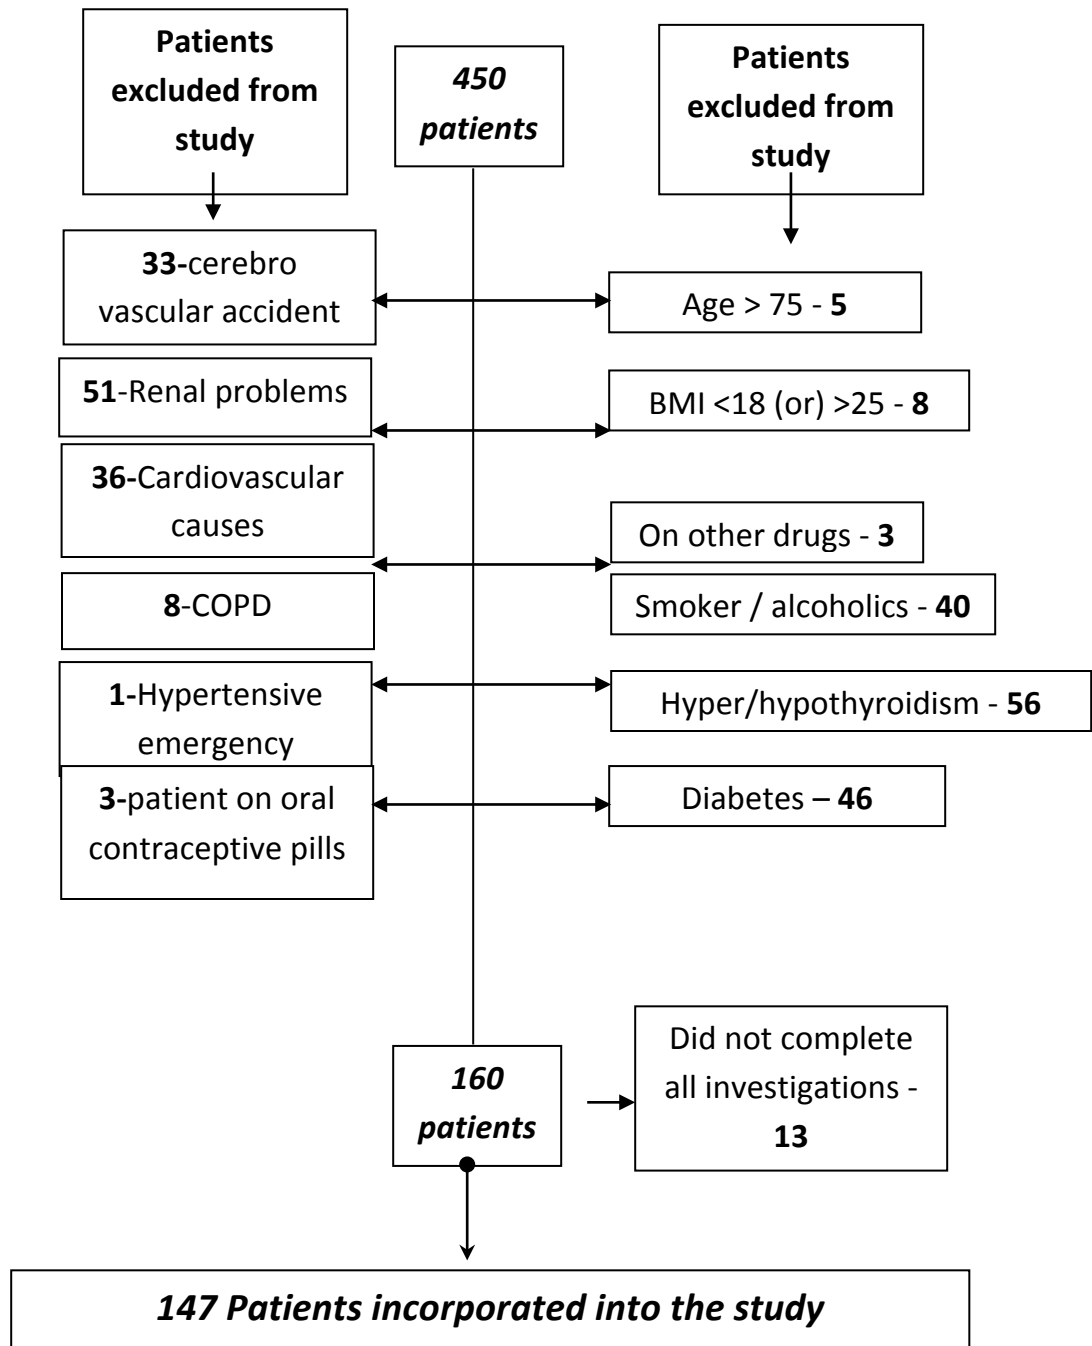 Patients
excluded from
study
450
patients
Patients
excluded from
study
33-cerebro
vascular accident
Age > 75 - 5
51-Renal problems
BMI <18 (or) >25 - 8
36-Cardiovascular
causes
On other drugs - 3
8-COPD
Smoker / alcoholics - 40
1-Hypertensive
emergency
Hyper/hypothyroidism - 56
3-patient on oral
contraceptive pills
Diabetes – 46
160
patients
Did not complete
all investigations -
13
147 Patients incorporated into the study